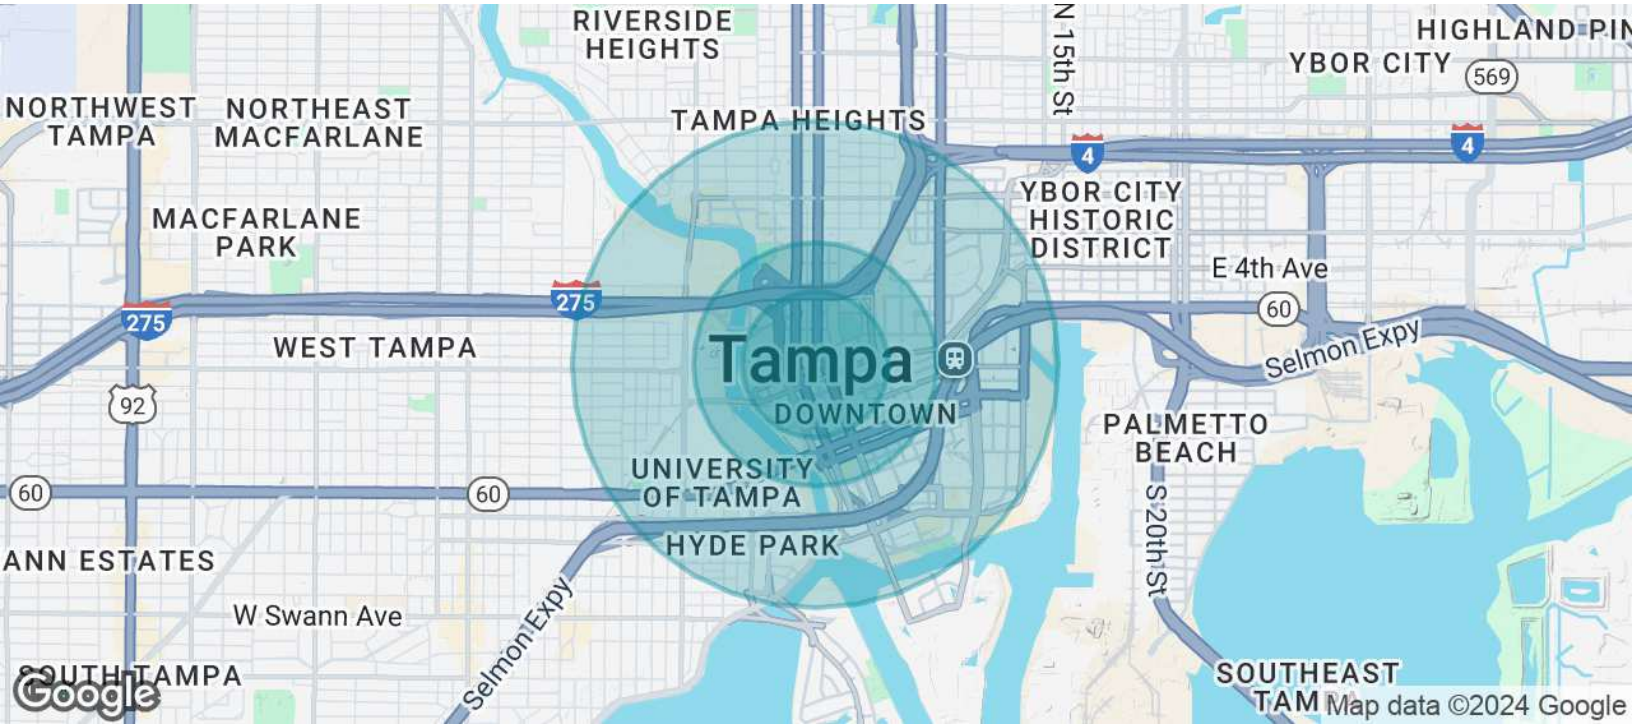 RIVERSIDE
HEIGHTS
N 15th St
HIGHLAND PIN
YBOR CITY
569
NORTHWEST
TAMPA
NORTHEAST
MACFARLANE
TAMPA HEIGHTS
4
4
YBOR CITY
HISTORIC
DISTRICT
MACFARLANE
PARK
E 4th Ave
275
275
60
WEST TAMPA
Tampa
Selmon Expy
92
DOWNTOWN
PALMETTO
BEACH
UNIVERSITY
OF TAMPA
60
60
S 20th St
HYDE PARK
ANN ESTATES
W Swann Ave
Selmon Expy
SOUTH TAMPA
SOUTHEAST
TAMPA
Google
Map data ©2024 Google